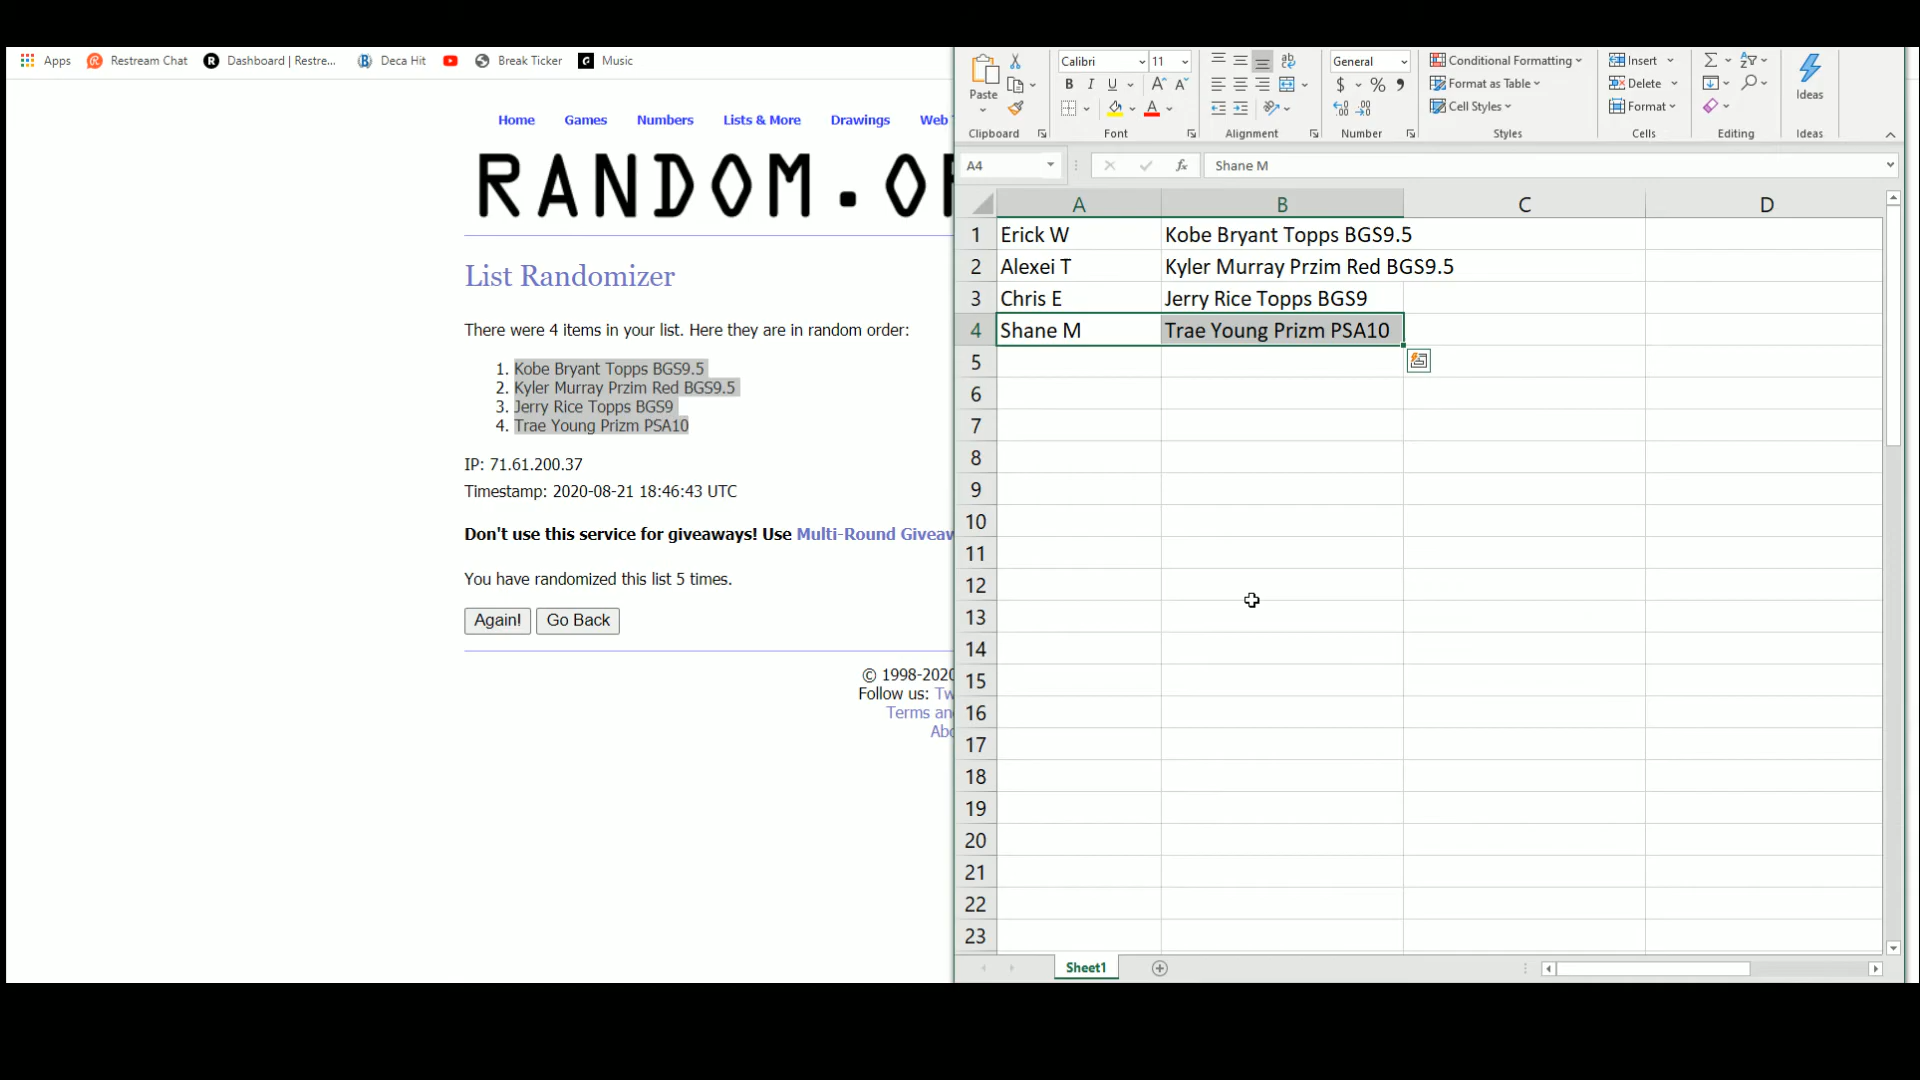 Apps Restream Chat Dashboard | Restre... Deca Hit Break Ticker Music
Home Games Numbers Lists & More Drawings Web
RANDOM.O
List Randomizer
There were 4 items in your list. Here they are in random order:
1. Kobe Bryant Topps BGS9.5
2. Kyler Murray Przim Red BGS9.5
3. Jerry Rice Topps BGS9
4. Trae Young Prizm PSA10
IP: 71.61.200.37
Timestamp: 2020-08-21 18:46:43 UTC
Don't use this service for giveaways! Use Multi-Round Giveaw
You have randomized this list 5 times.
Again! Go Back
© 1998-2020
Follow us: Tw
Terms an
Abo
Paste
Calibri 11
B I U
General
$ % 9
Conditional Formatting
Format as Table
Cell Styles
Insert
Delete
Format
Ideas
Clipboard Font Alignment Number Styles Cells Editing Ideas
A4 fx Shane M
A B C D
1 Erick W Kobe Bryant Topps BGS9.5
2 Alexei T Kyler Murray Przim Red BGS9.5
3 Chris E Jerry Rice Topps BGS9
4 Shane M Trae Young Prizm PSA10
5
6
7
8
9
10
11
12
13
14
15
16
17
18
19
20
21
22
23
Sheet1